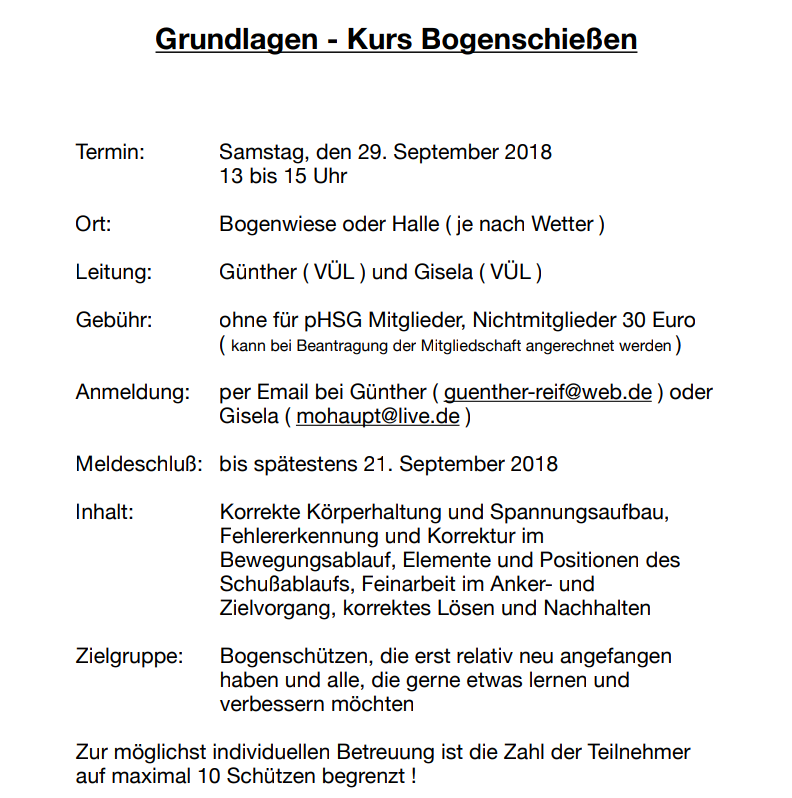 Grundlagen - Kurs Bogenschießen
Termin: Samstag, den 29. September 2018
13 bis 15 Uhr
Ort: Bogenwiese oder Halle ( je nach Wetter )
Leitung: Günther ( VÜL ) und Gisela ( VÜL )
Gebühr: ohne für pHSG Mitglieder, Nichtmitglieder 30 Euro
( kann bei Beantragung der Mitgliedschaft angerechnet werden )
Anmeldung: per Email bei Günther ( guenther-reif@web.de ) oder
Gisela ( mohaupt@live.de )
Meldeschluß: bis spätestens 21. September 2018
Inhalt: Korrekte Körperhaltung und Spannungsaufbau,
Fehlererkennung und Korrektur im
Bewegungsablauf, Elemente und Positionen des
Schußablaufs, Feinarbeit im Anker- und
Zielvorgang, korrektes Lösen und Nachhalten
Zielgruppe: Bogenschützen, die erst relativ neu angefangen
haben und alle, die gerne etwas lernen und
verbessern möchten
Zur möglichst individuellen Betreuung ist die Zahl der Teilnehmer
auf maximal 10 Schützen begrenzt !